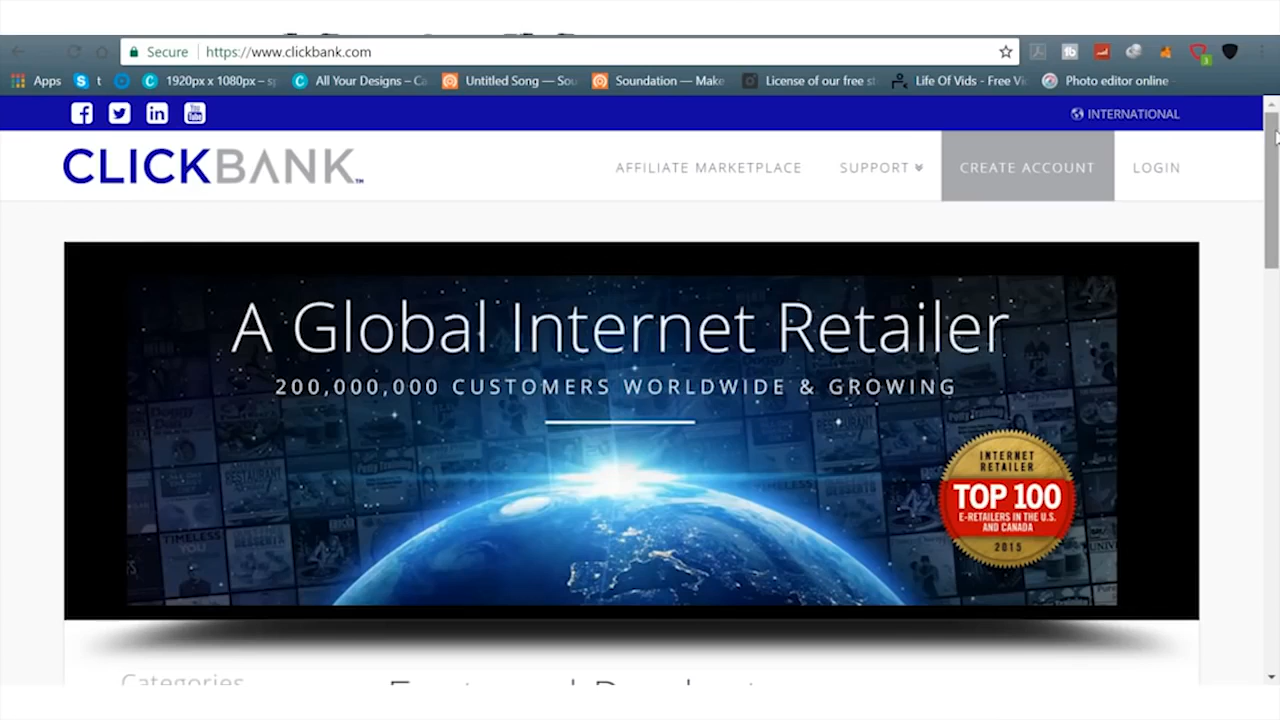 Secure https://www.clickbank.com
Apps t 1920px x 1080px – sp All Your Designs – Ca Untitled Song — Sou Soundation — Make License of our free st Life Of Vids - Free Vi Photo editor online
INTERNATIONAL
CLICKBANK™
AFFILIATE MARKETPLACE SUPPORT CREATE ACCOUNT LOGIN
A Global Internet Retailer
200,000,000 CUSTOMERS WORLDWIDE & GROWING
INTERNET
RETAILER
TOP 100
E-RETAILERS IN THE U.S.
AND CANADA
2015
Categories